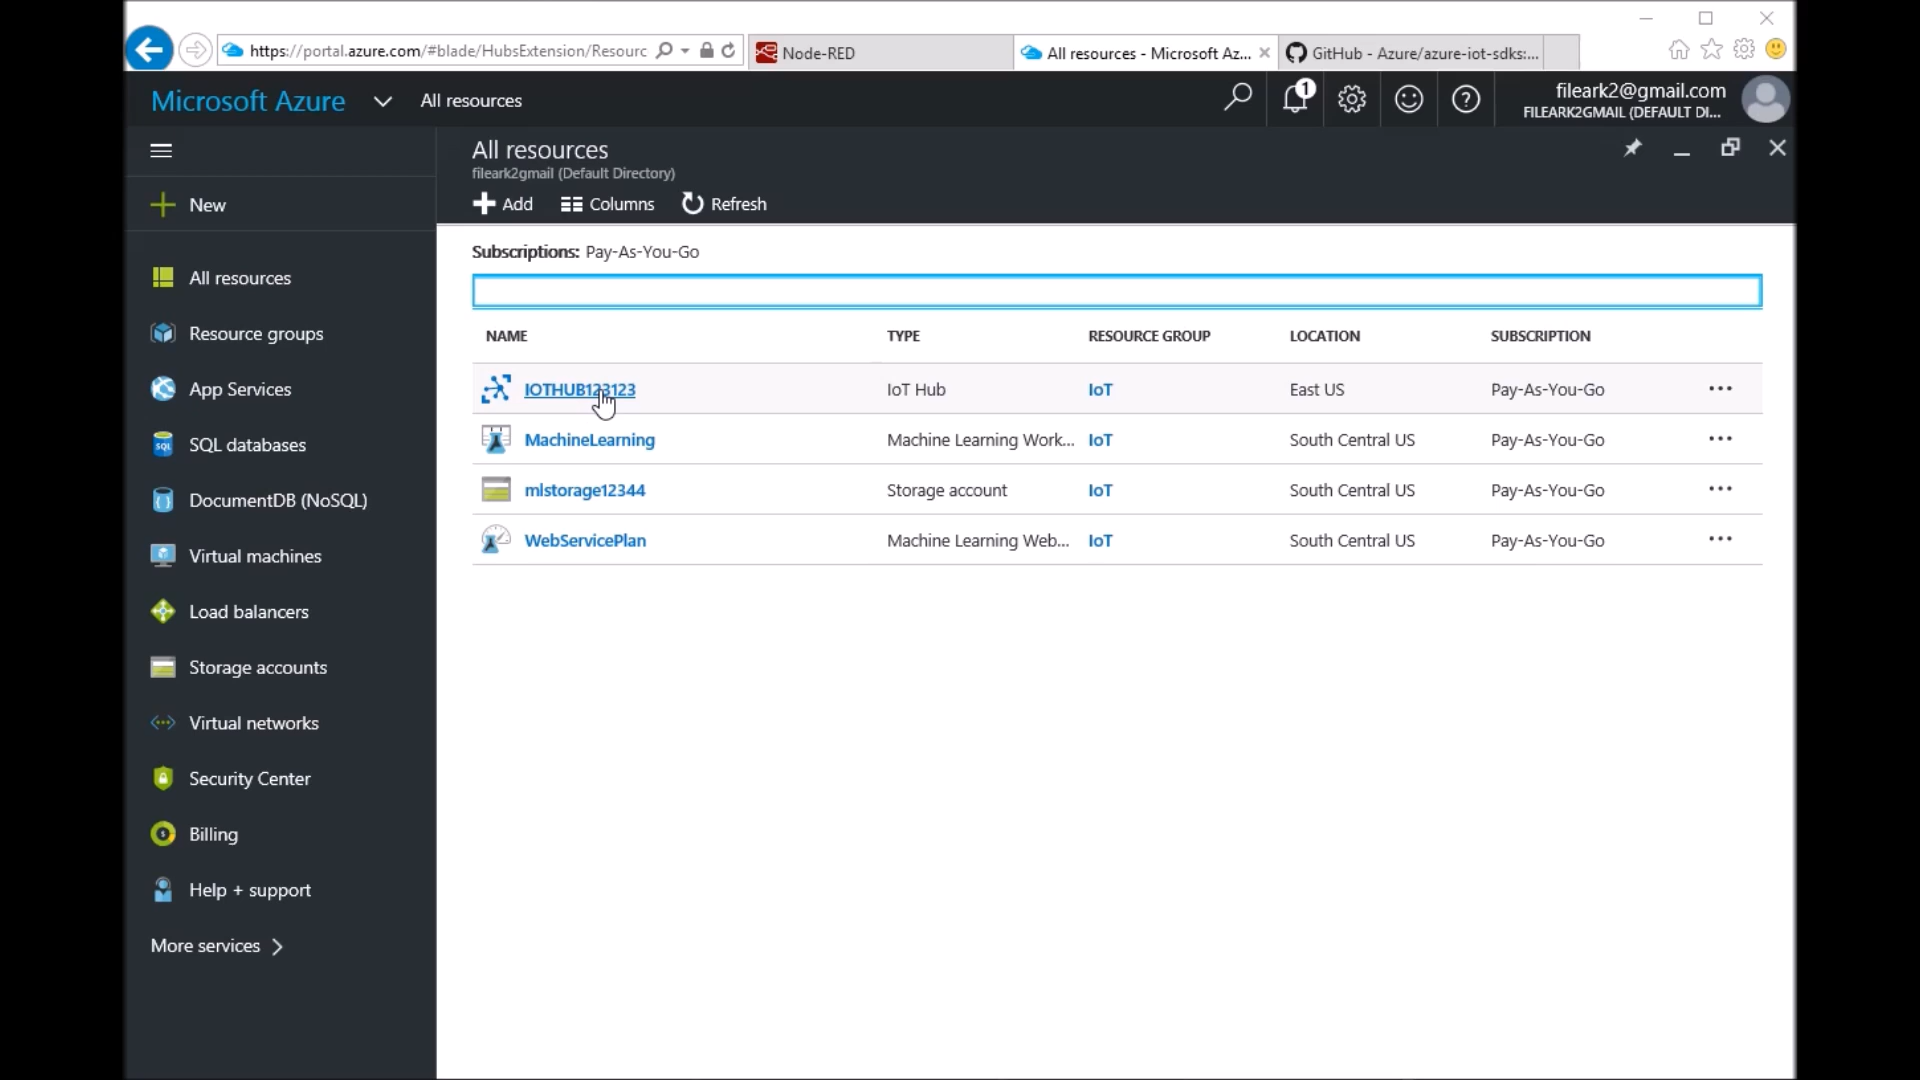 https://portal.azure.com/#blade/HubsExtension/Resourc
Node-RED
All resources - Microsoft Az...
GitHub - Azure/azure-iot-sdks:...
Microsoft Azure
All resources
1
fileark2@gmail.com
FILEARK2GMAIL (DEFAULT DI...
All resources
fileark2gmail (Default Directory)
Add
Columns
Refresh
New
All resources
Resource groups
App Services
SQL databases
DocumentDB (NoSQL)
Virtual machines
Load balancers
Storage accounts
Virtual networks
Security Center
Billing
Help + support
More services
Subscriptions: Pay-As-You-Go
NAME TYPE RESOURCE GROUP LOCATION SUBSCRIPTION
IOTHUB123123 IoT Hub IoT East US Pay-As-You-Go
MachineLearning Machine Learning Work... IoT South Central US Pay-As-You-Go
mlstorage12344 Storage account IoT South Central US Pay-As-You-Go
WebServicePlan Machine Learning Web... IoT South Central US Pay-As-You-Go